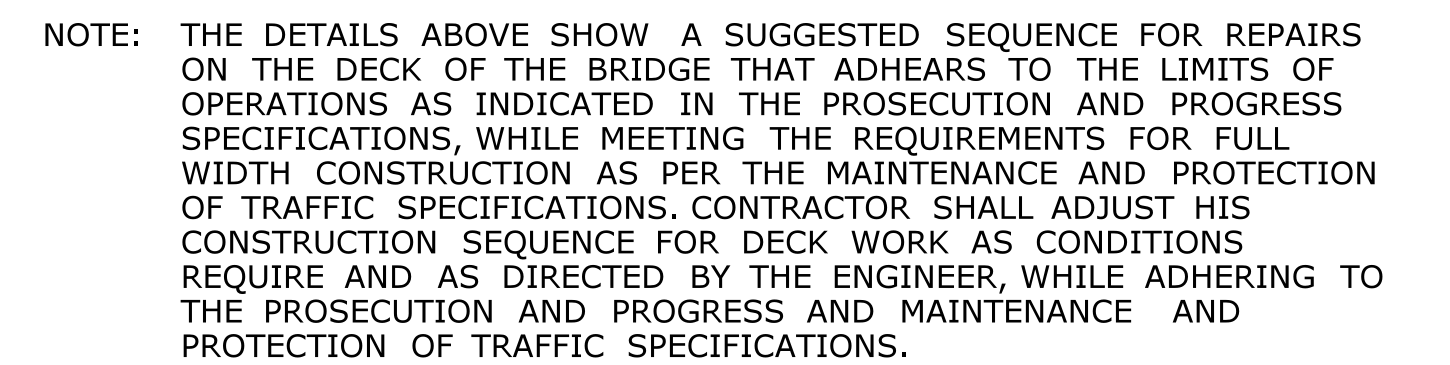 NOTE: THE DETAILS ABOVE SHOW A SUGGESTED SEQUENCE FOR REPAIRS
ON THE DECK OF THE BRIDGE THAT ADHEARS TO THE LIMITS OF
OPERATIONS AS INDICATED IN THE PROSECUTION AND PROGRESS
SPECIFICATIONS, WHILE MEETING THE REQUIREMENTS FOR FULL
WIDTH CONSTRUCTION AS PER THE MAINTENANCE AND PROTECTION
OF TRAFFIC SPECIFICATIONS. CONTRACTOR SHALL ADJUST HIS
CONSTRUCTION SEQUENCE FOR DECK WORK AS CONDITIONS
REQUIRE AND AS DIRECTED BY THE ENGINEER, WHILE ADHERING TO
THE PROSECUTION AND PROGRESS AND MAINTENANCE AND
PROTECTION OF TRAFFIC SPECIFICATIONS.